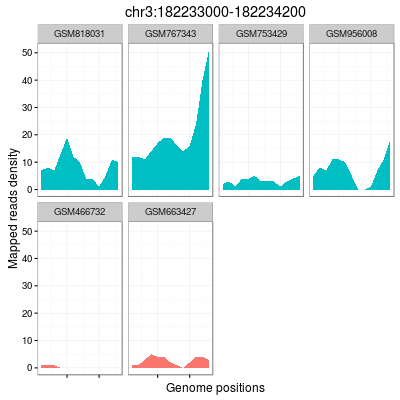 chr3:182233000-182234200
GSM818031 GSM767343 GSM753429 GSM956008
50
40
30
20
10
0
GSM466732 GSM663427
50
40
30
20
10
0
Mapped reads density
Genome positions